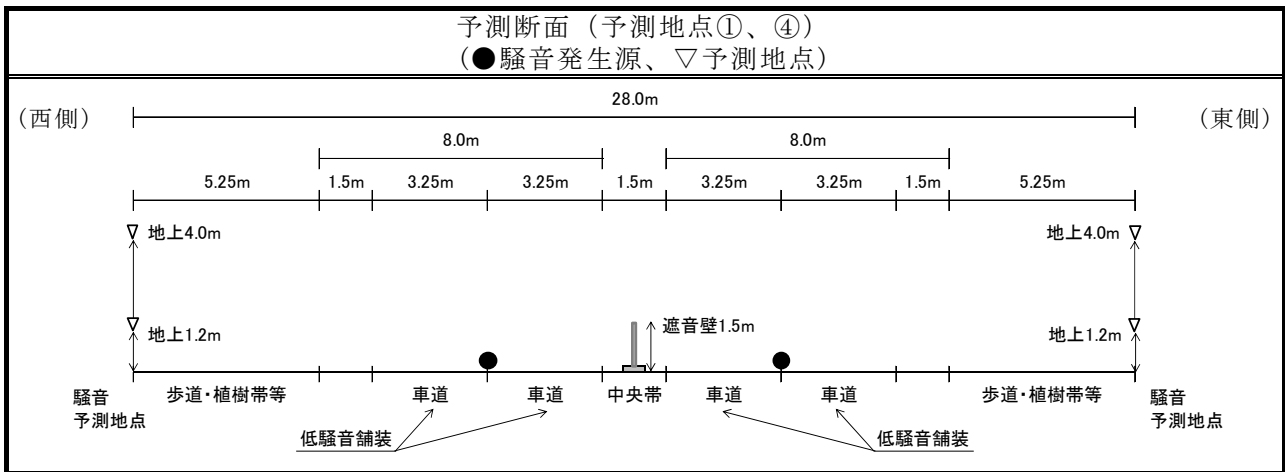 予測断面（予測地点①、④）
（●騒音発生源、▽予測地点）
28.0m
（西側）
（東側）
8.0m 8.0m
5.25m 1.5m 3.25m 3.25m 1.5m 3.25m 3.25m 1.5m 5.25m
地上4.0m 地上4.0m
遮音壁1.5m
地上1.2m 地上1.2m
歩道・植樹帯等 車道 車道 中央帯 車道 車道 歩道・植樹帯等
騒音
予測地点
騒音
予測地点
低騒音舗装 低騒音舗装